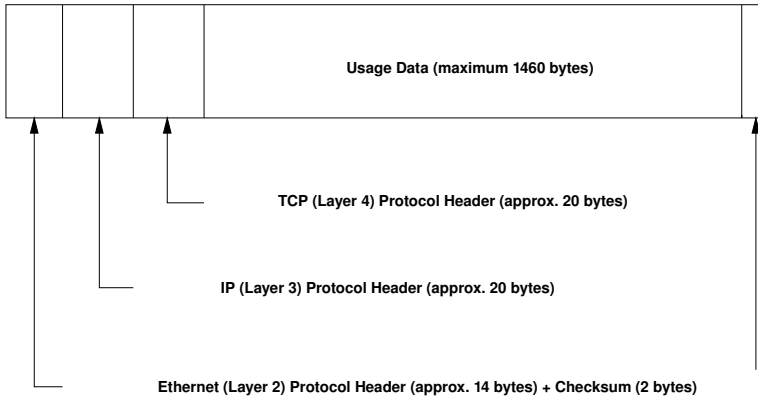 Usage Data (maximum 1460 bytes)
TCP (Layer 4) Protocol Header (approx. 20 bytes)
IP (Layer 3) Protocol Header (approx. 20 bytes)
Ethernet (Layer 2) Protocol Header (approx. 14 bytes) + Checksum (2 bytes)